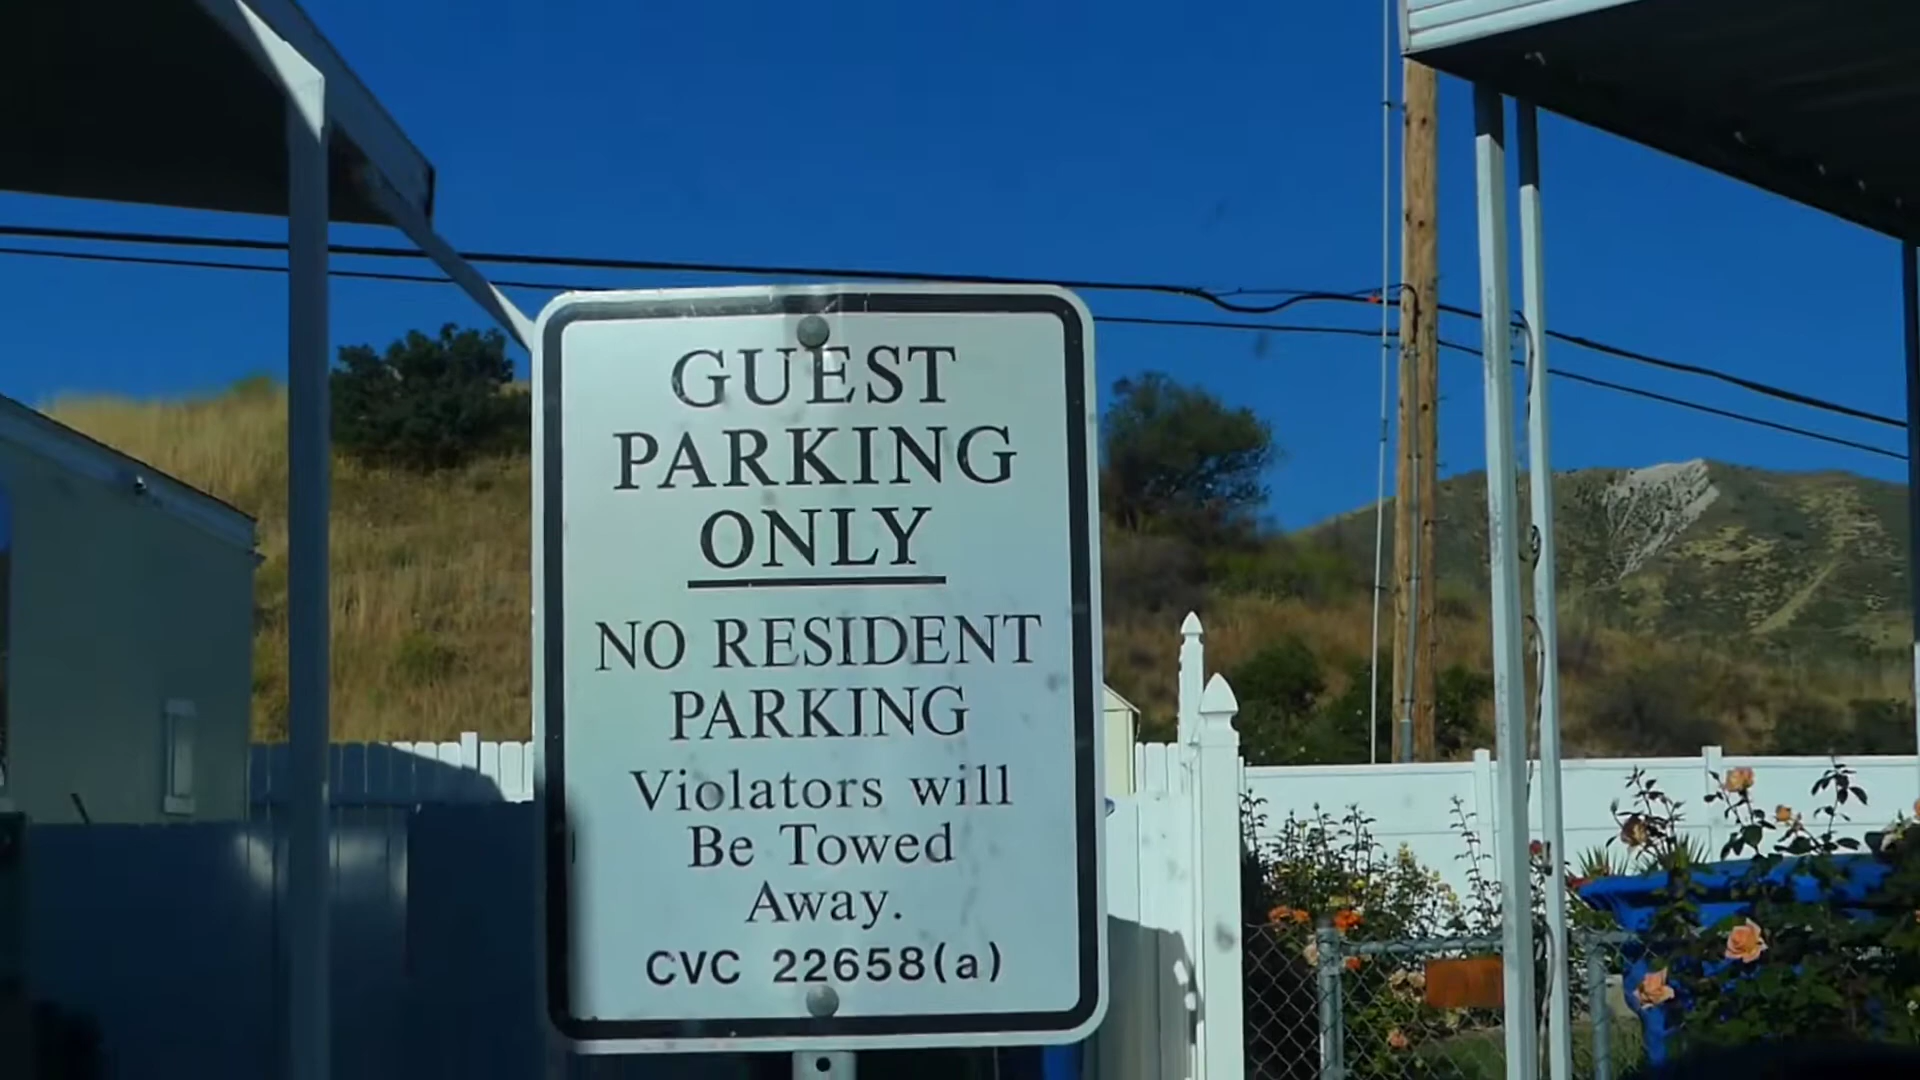 GUEST
PARKING
ONLY
NO RESIDENT
PARKING
Violators will
Be Towed
Away.
CVC 22658(a)